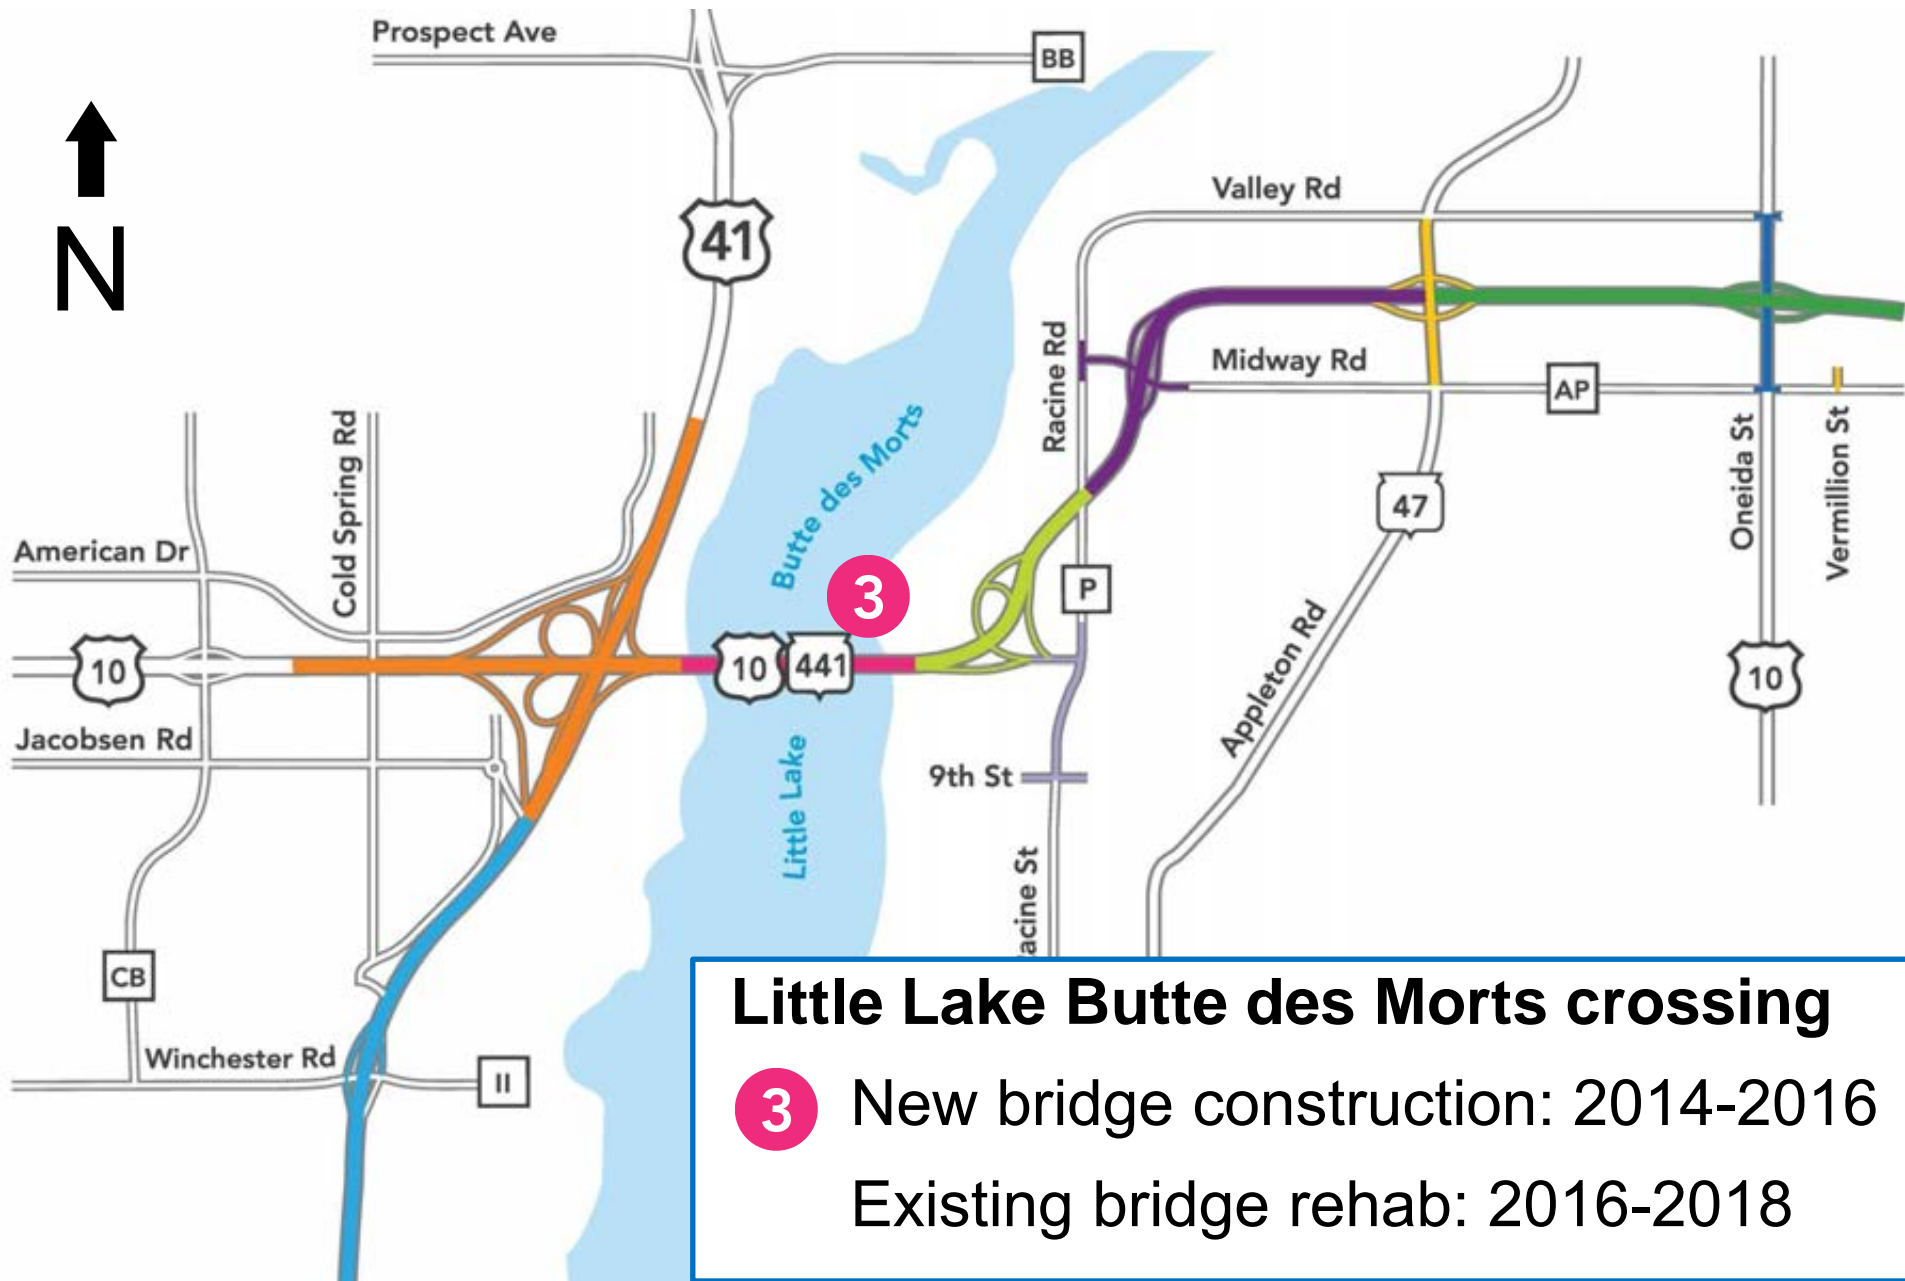 Prospect Ave
BB
N
41
Valley Rd
Racine Rd
Midway Rd
AP
Butte des Morts
Cold Spring Rd
47
Oneida St
Vermillion St
American Dr
3
P
10
10
441
10
Appleton Rd
Jacobsen Rd
Little Lake
9th St
acine St
CB
Winchester Rd
II
Little Lake Butte des Morts crossing
3 New bridge construction: 2014-2016
Existing bridge rehab: 2016-2018